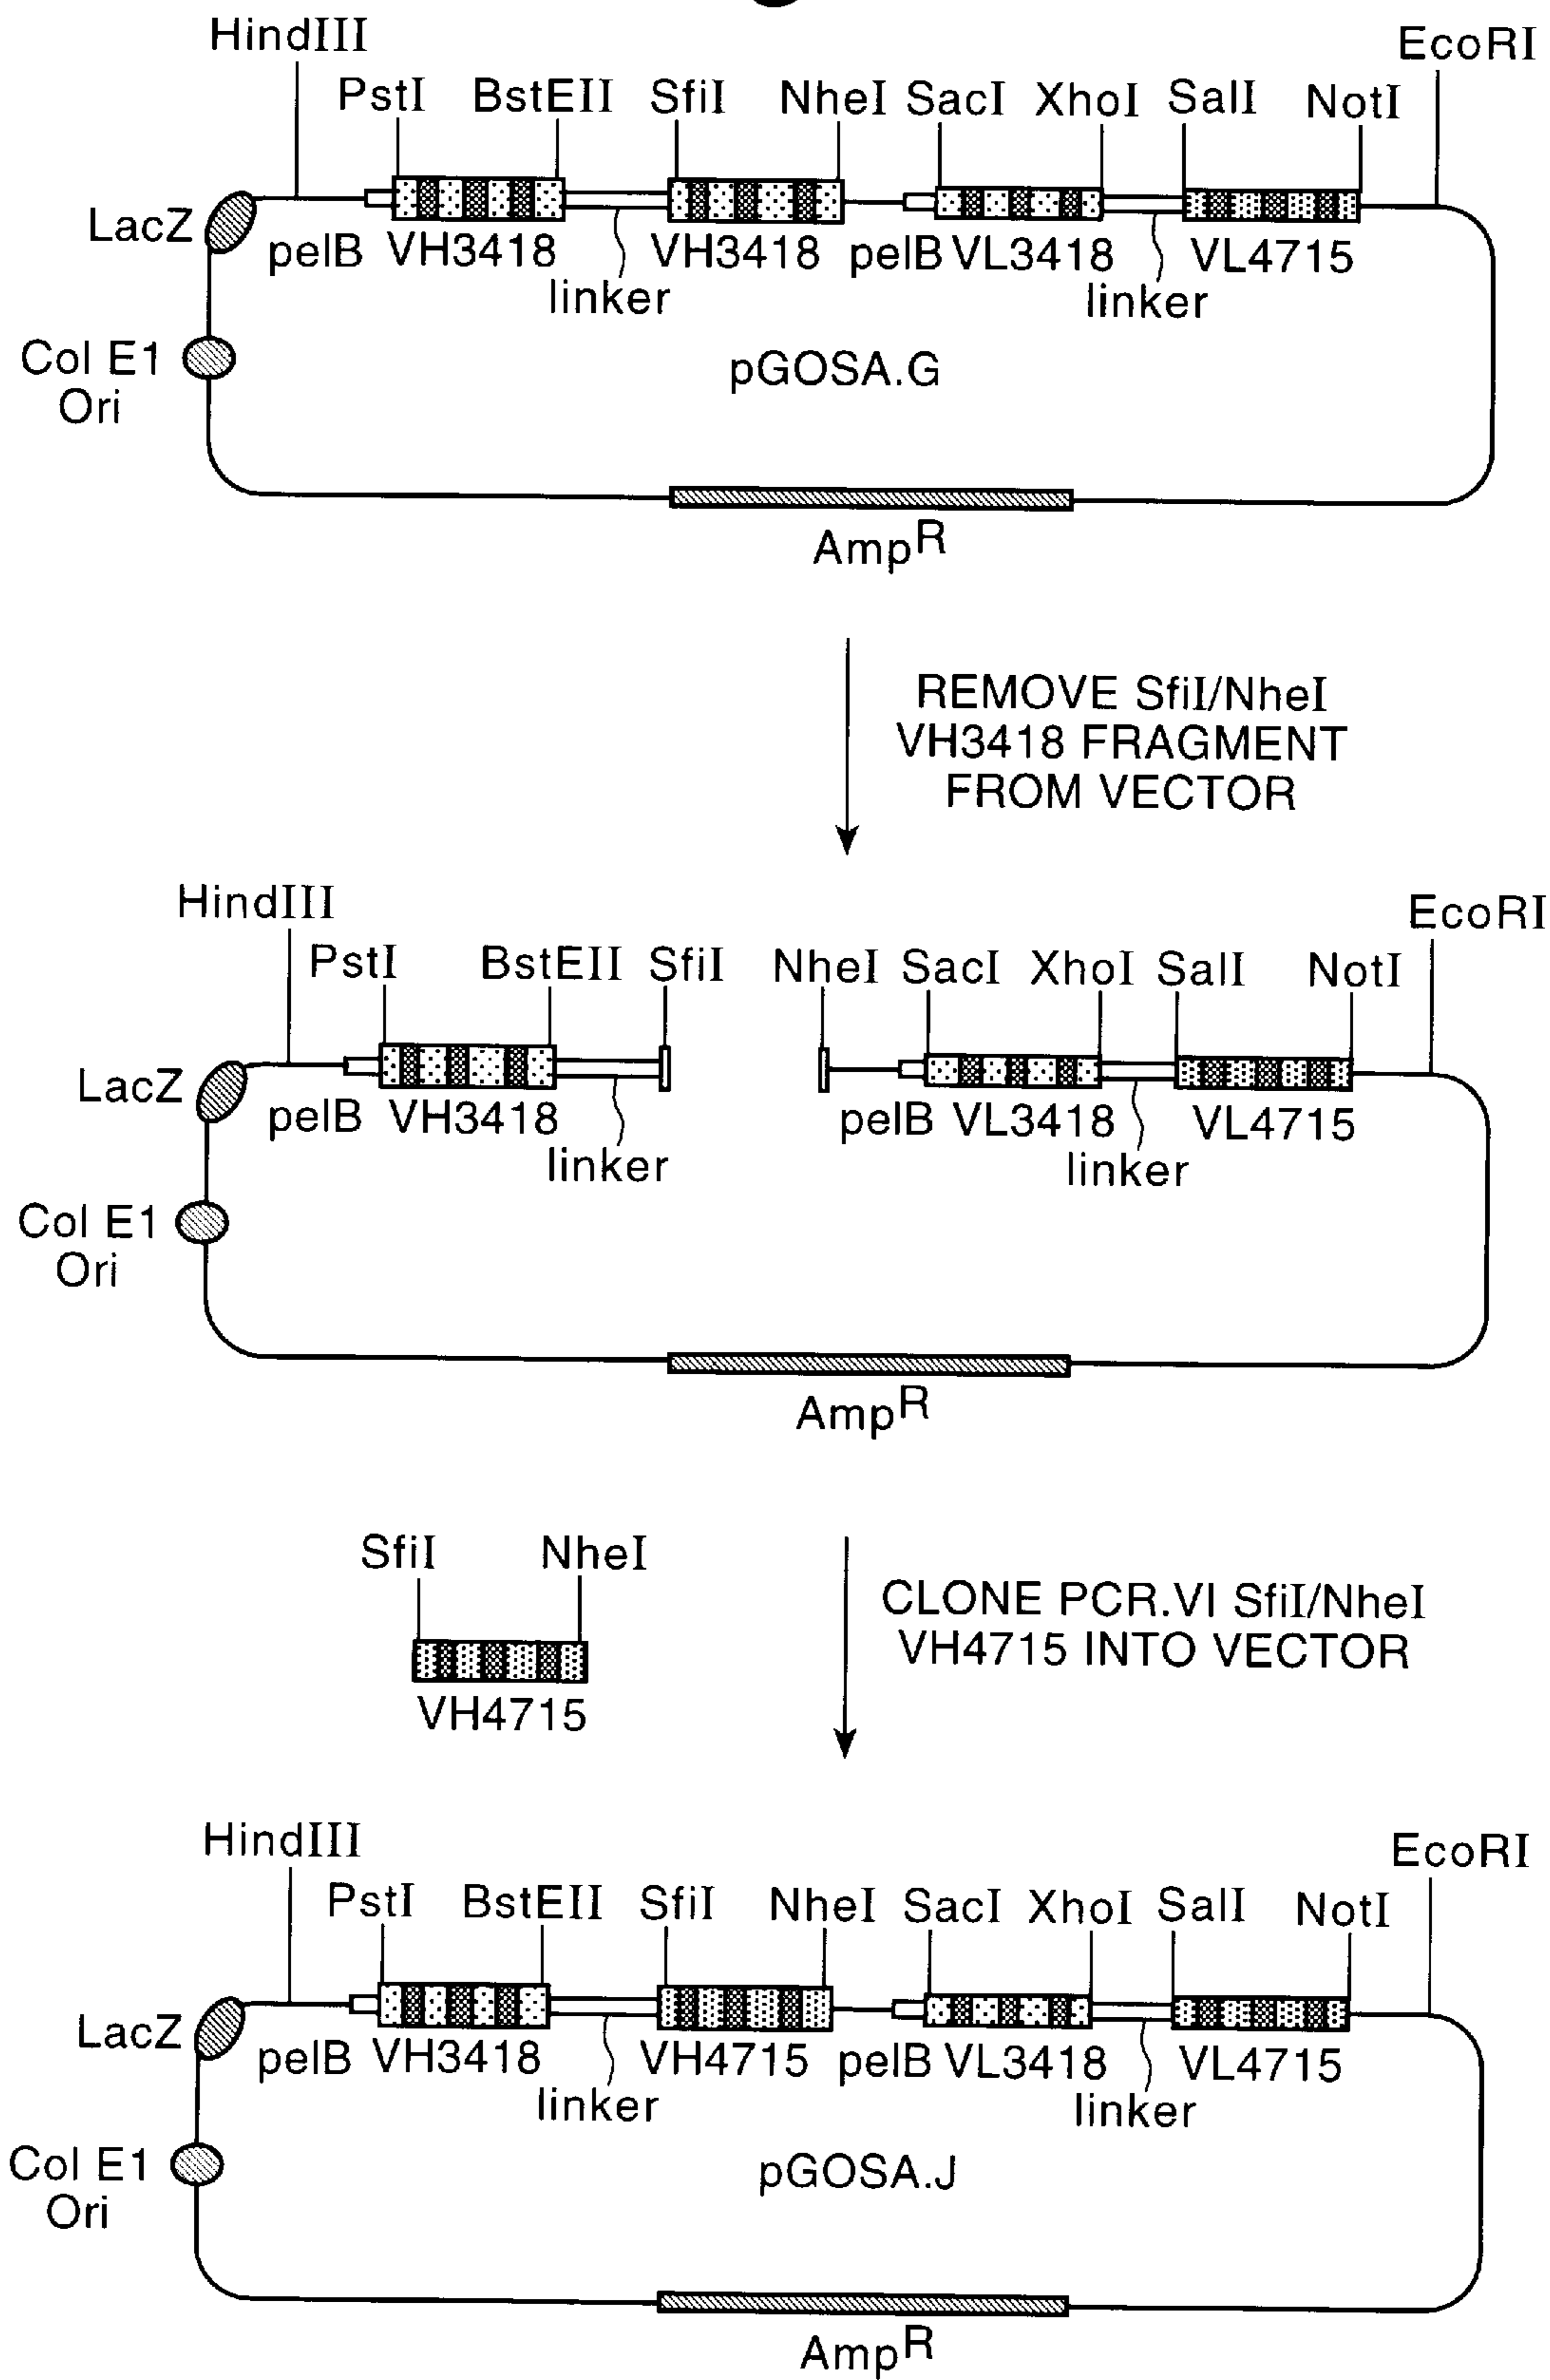 HindIII
EcoRI
PstI BstEII SfiI NheI SacI XhoI SalI NotI
LacZ
pelB VH3418 VH3418 pelB VL3418 VL4715
linker linker
Col E1
Ori
pGOSA.G
AmpR
REMOVE SfiI/NheI
VH3418 FRAGMENT
FROM VECTOR
HindIII
EcoRI
PstI BstEII SfiI NheI SacI XhoI SalI NotI
LacZ
pelB VH3418 pelB VL3418 VL4715
linker linker
Col E1
Ori
AmpR
SfiI NheI
VH4715
CLONE PCR.VI SfiI/NheI
VH4715 INTO VECTOR
HindIII
EcoRI
PstI BstEII SfiI NheI SacI XhoI SalI NotI
LacZ
pelB VH3418 VH4715 pelB VL3418 VL4715
linker linker
Col E1
Ori
pGOSA.J
AmpR